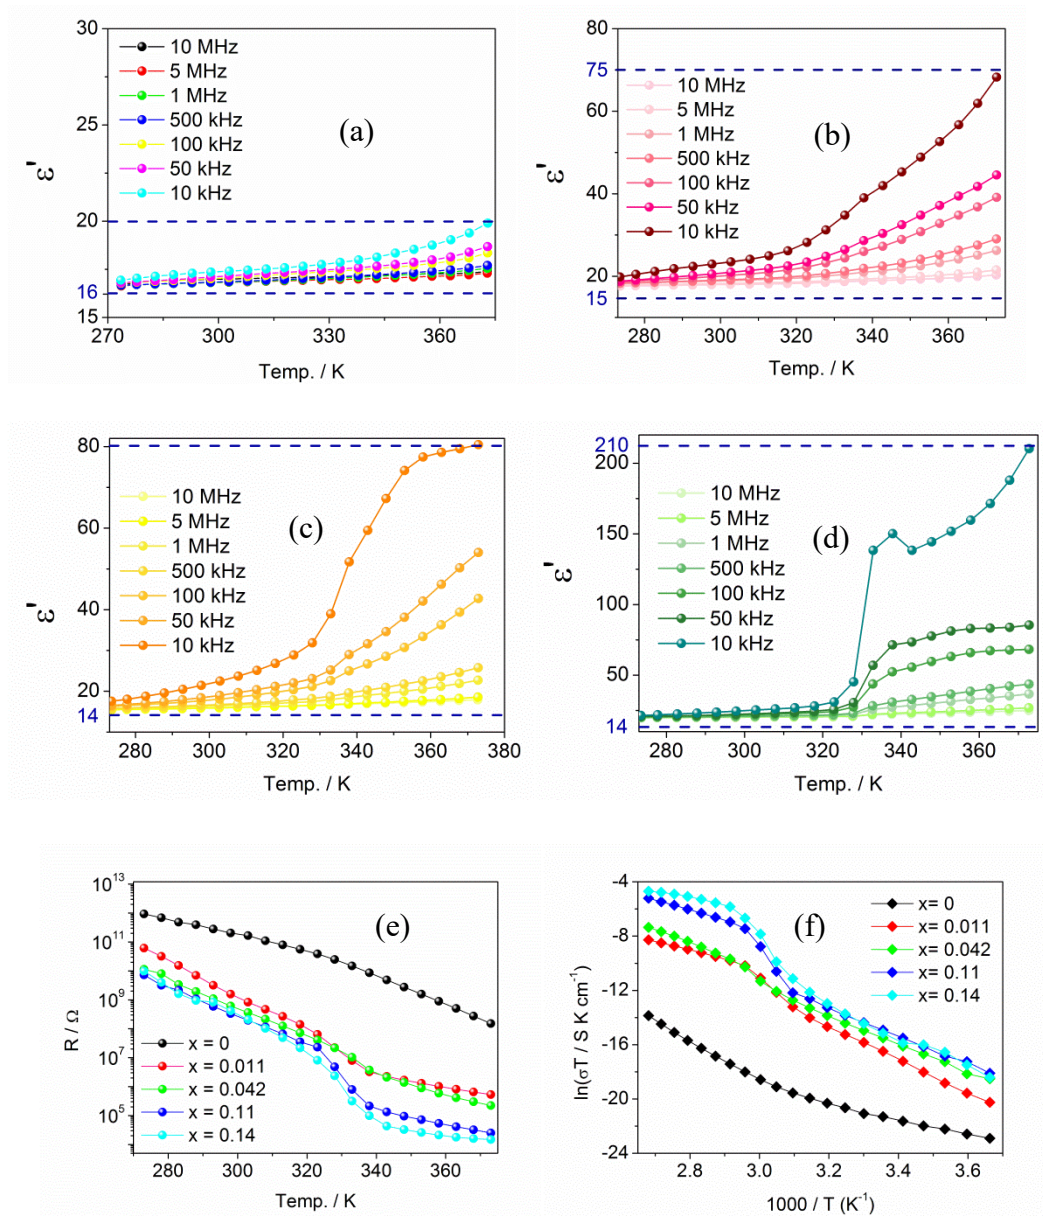 30
25
20
16
15
ε'
10 MHz
5 MHz
1 MHz
500 kHz
100 kHz
50 kHz
10 kHz
(a)
270 300 330 360
Temp. / K
80
75
60
40
20
15
ε'
10 MHz
5 MHz
1 MHz
500 kHz
100 kHz
50 kHz
10 kHz
(b)
280 300 320 340 360
Temp. / K
80
60
40
20
14
ε'
10 MHz
5 MHz
1 MHz
500 kHz
100 kHz
50 kHz
10 kHz
(c)
280 300 320 340 360 380
Temp. / K
210
200
150
100
50
14
ε'
10 MHz
5 MHz
1 MHz
500 kHz
100 kHz
50 kHz
10 kHz
(d)
280 300 320 340 360
Temp. / K
10¹³
10¹¹
10⁹
10⁷
10⁵
R / Ω
x = 0
x = 0.011
x = 0.042
x = 0.11
x = 0.14
(e)
280 300 320 340 360
Temp. / K
-4
-8
-12
-16
-20
-24
ln(σT / S K cm⁻¹)
x= 0
x= 0.011
x= 0.042
x= 0.11
x= 0.14
(f)
2.8 3.0 3.2 3.4 3.6
1000 / T (K⁻¹)